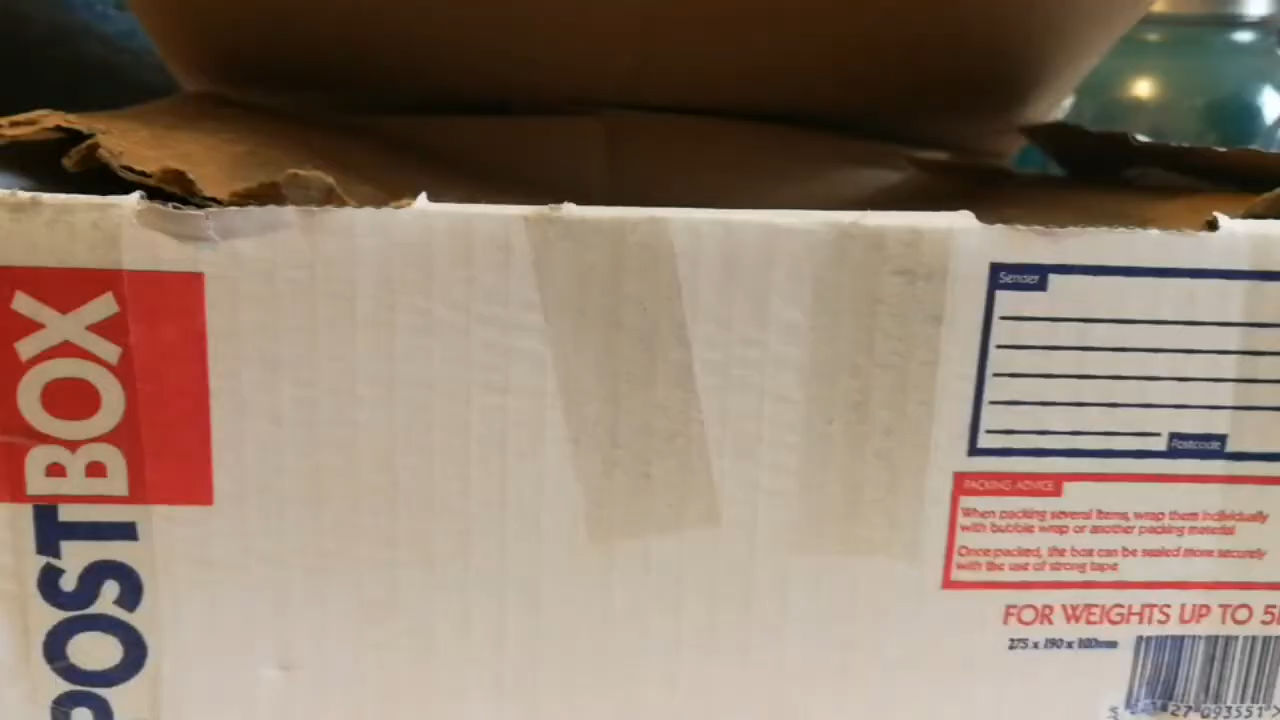 POSTBOX
Sender
Postcode
PACKING ADVICE
When packing several items, wrap them individually
with bubble wrap or another packing material
Once packed, the box can be sealed more securely
with the use of strong tape
FOR WEIGHTS UP TO 5
275 x 190 x 100mm
27 093551 >